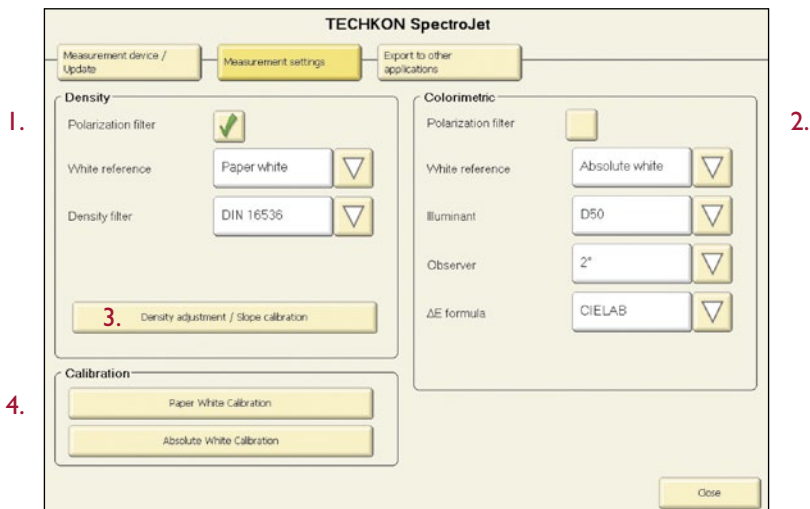 TECHKON SpectroJet
Measurement device /
Update
Measurement settings
Export to other
applications
1.
Density
Polarization filter
White reference
Paper white
Density filter
DIN 16536
3.
Density adjustment / Slope calibration
2.
Colorimetric
Polarization filter
White reference
Absolute white
Illuminant
D50
Observer
2°
ΔE formula
CIELAB
4.
Calibration
Paper White Calibration
Absolute White Calibration
Close